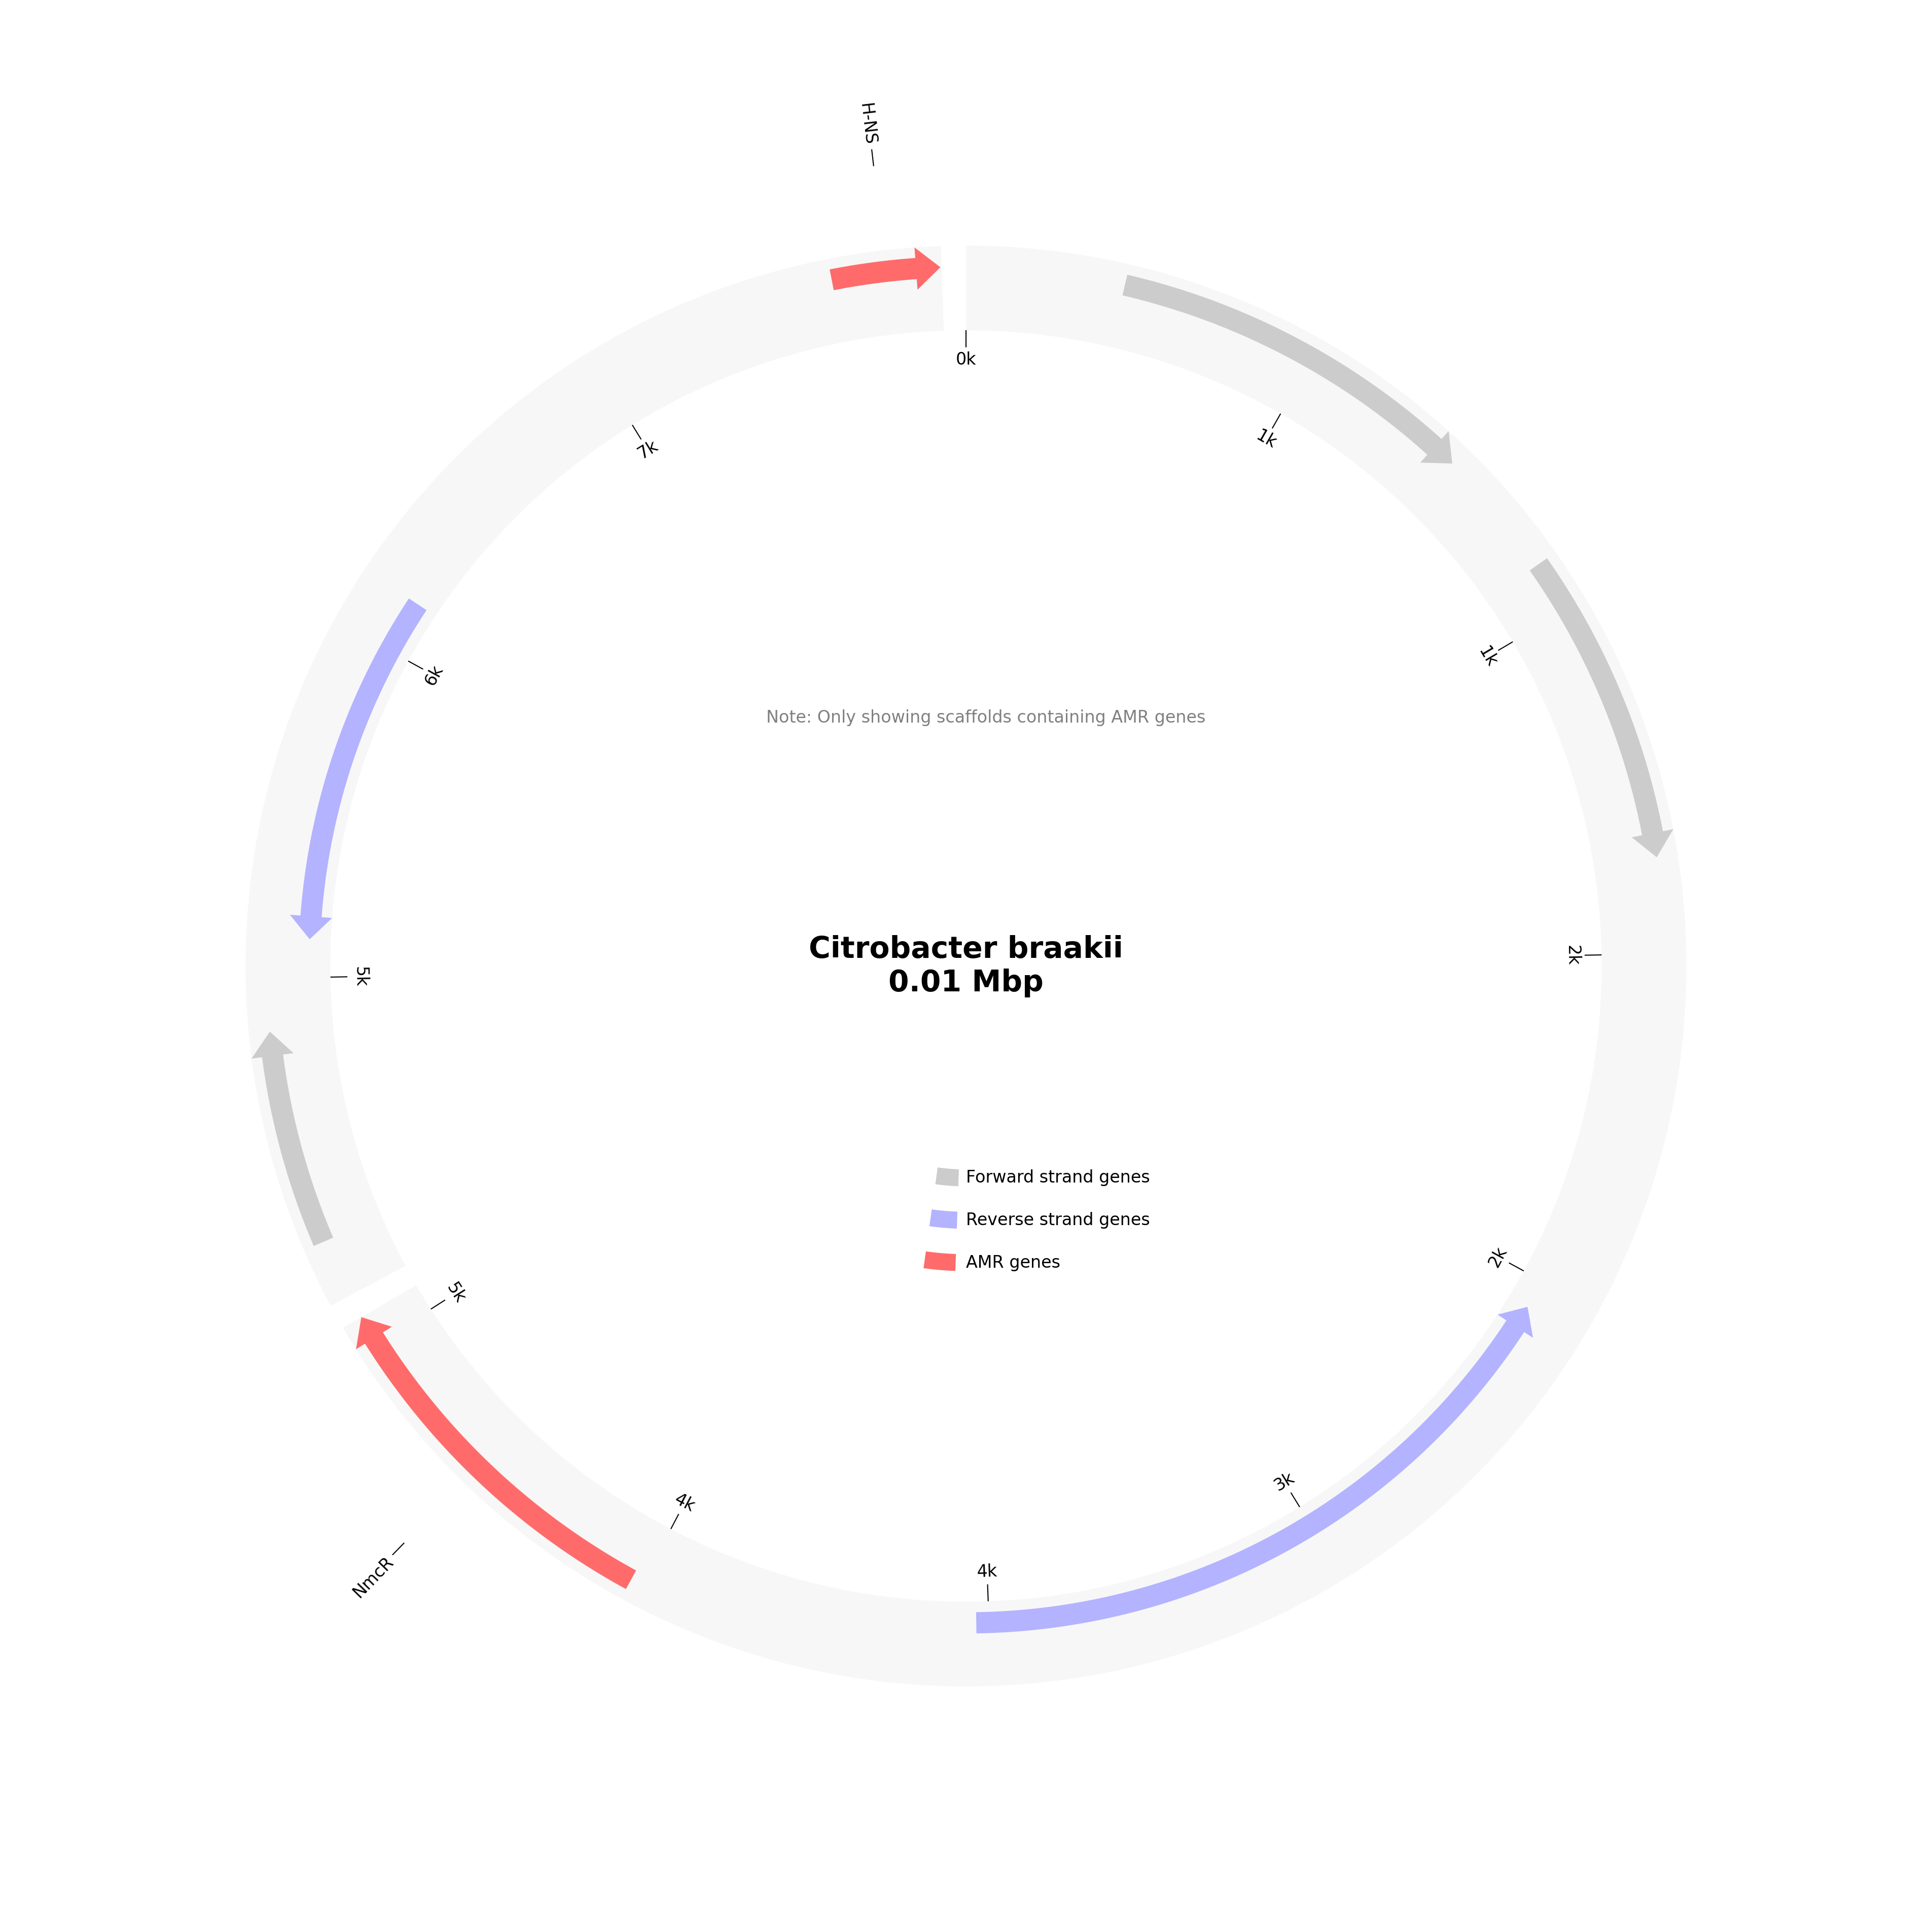 H-NS
0k
1k
7k
1k
6k
Note: Only showing scaffolds containing AMR genes
Citrobacter braakii
0.01 Mbp
2k
5k
Forward strand genes
Reverse strand genes
AMR genes
2k
5k
3k
4k
4k
NmcR